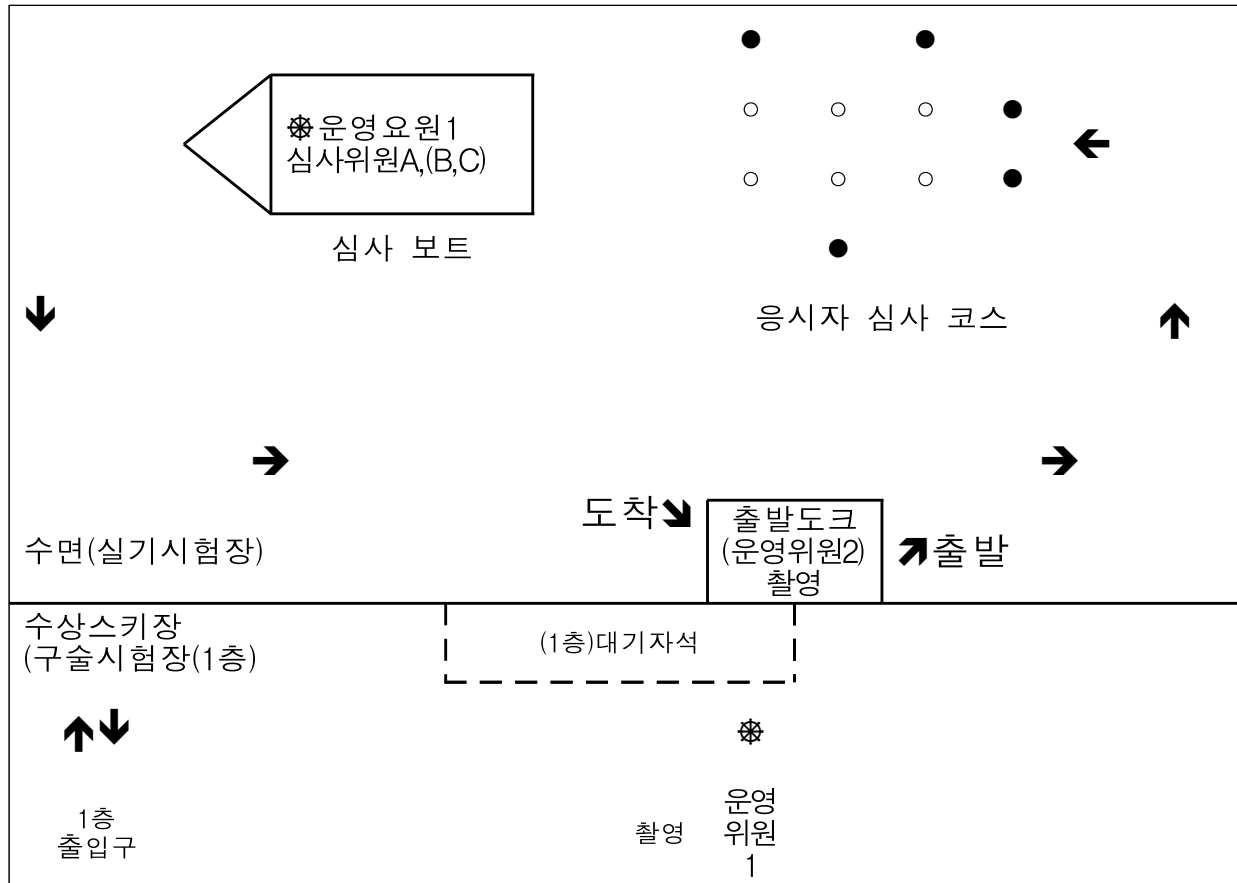 운영요원1
심사위원A,(B,C)
심사 보트
응시자 심사 코스
도착
출발도크
(운영위원2)
촬영
출발
수면(실기시험장)
수상스키장
(구술시험장(1층)
(1층)대기자석
1층
출입구
촬영
운영
위원
1